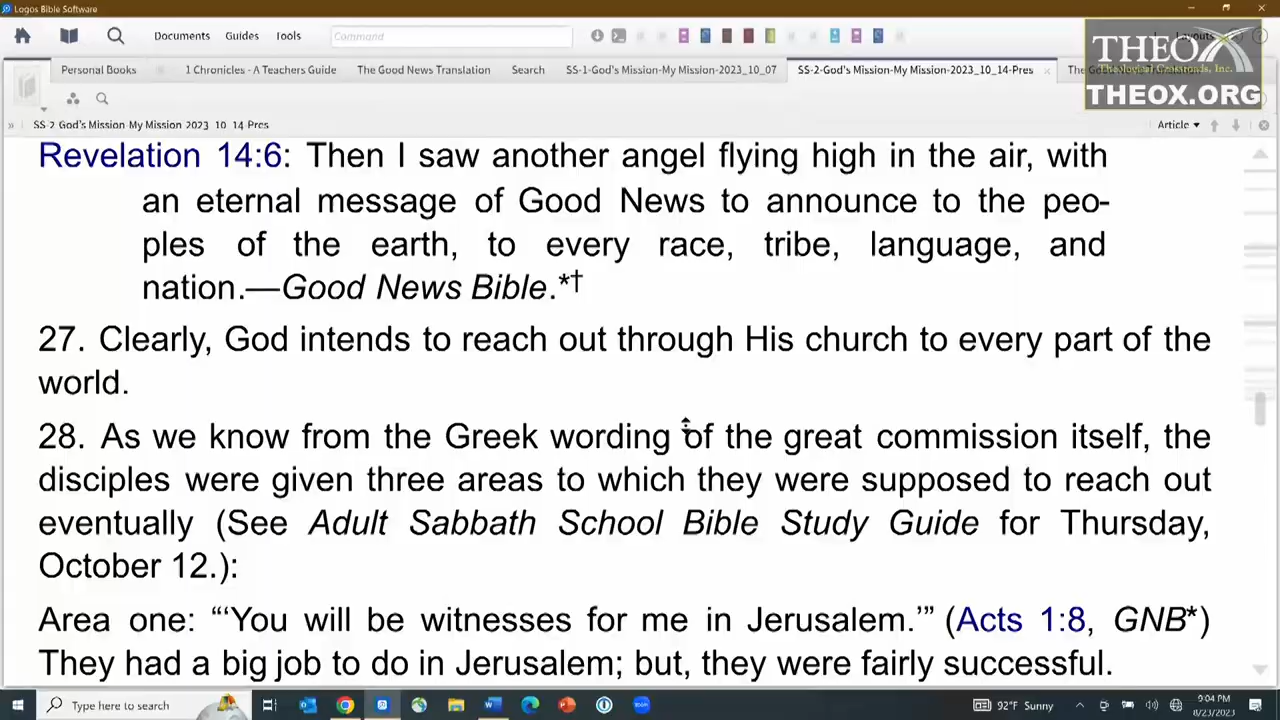 Logos Bible Software
Documents Guides Tools Command
THEOX
Theological Crossroads, Inc.
THEOX.ORG
Personal Books 1 Chronicles - A Teachers Guide The Good News Of Evangelism Search SS-1-God's Mission-My Mission-2023_10_07 SS-2-God's Mission-My Mission-2023_10_14-Pres
SS-2-God's Mission-My Mission-2023_10_14-Pres Article
Revelation 14:6: Then I saw another angel flying high in the air, with
an eternal message of Good News to announce to the peo-
ples of the earth, to every race, tribe, language, and
nation.—Good News Bible.*†
27. Clearly, God intends to reach out through His church to every part of the
world.
28. As we know from the Greek wording of the great commission itself, the
disciples were given three areas to which they were supposed to reach out
eventually (See Adult Sabbath School Bible Study Guide for Thursday,
October 12.):
Area one: “‘You will be witnesses for me in Jerusalem.’” (Acts 1:8, GNB*)
They had a big job to do in Jerusalem; but, they were fairly successful.
Type here to search 92°F Sunny 9:04 PM
8/23/2023